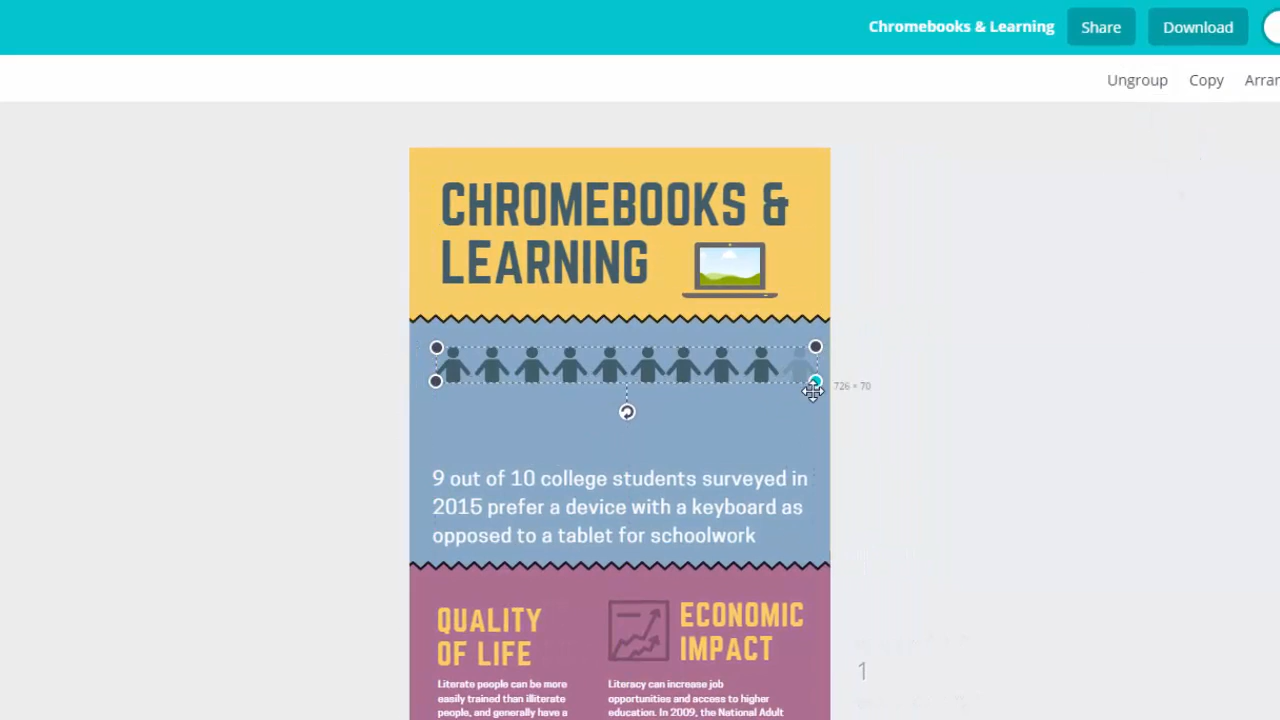 Chromebooks & Learning
Share
Download
Ungroup
Copy
CHROMEBOOKS &
LEARNING
726 × 70
9 out of 10 college students surveyed in
2015 prefer a device with a keyboard as
opposed to a tablet for schoolwork
QUALITY
OF LIFE
Literate people can be more
easily trained than illiterate
people, and generally have a
ECONOMIC
IMPACT
Literacy can increase job
opportunities and access to higher
education. In 2009, the National Adult
1